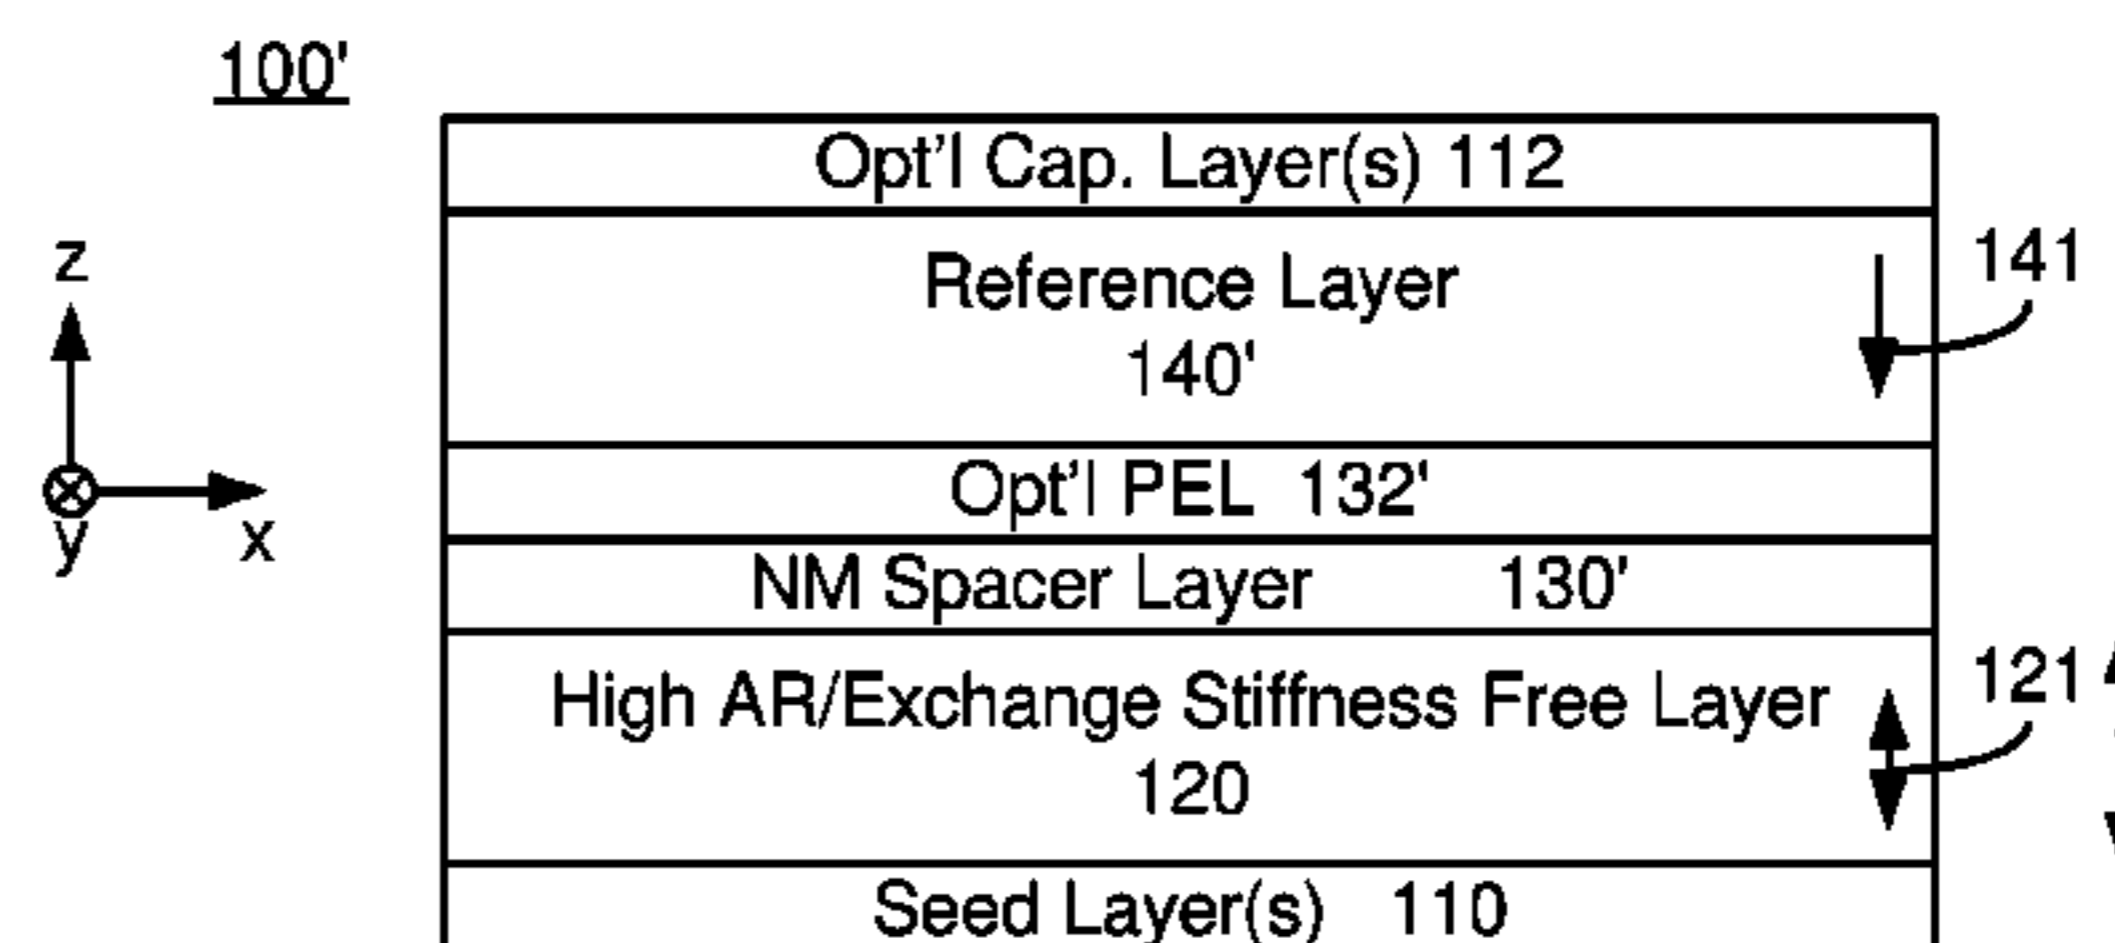 100'
Opt'l Cap. Layer(s) 112
z
Reference Layer
140'
141
y
x
Opt'l PEL 132'
NM Spacer Layer 130'
High AR/Exchange Stiffness Free Layer
120
121
Seed Layer(s) 110